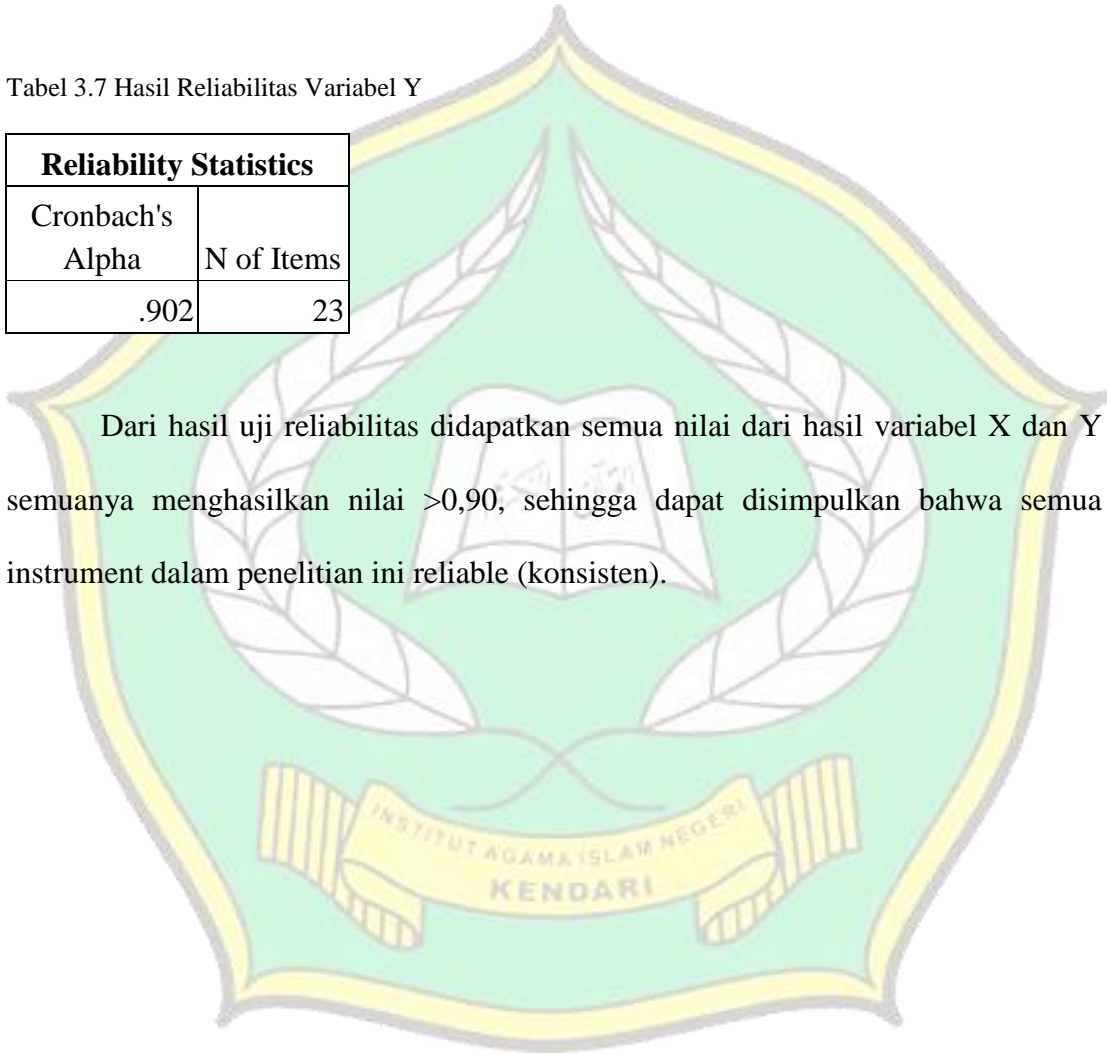 Tabel 3.7 Hasil Reliabilitas Variabel Y
Reliability Statistics
Cronbach's
Alpha N of Items
.902 23
Dari hasil uji reliabilitas didapatkan semua nilai dari hasil variabel X dan Y
semuanya menghasilkan nilai >0,90, sehingga dapat disimpulkan bahwa semua
instrument dalam penelitian ini reliable (konsisten).
INSTITUT AGAMA ISLAM NEGERI
KENDARI